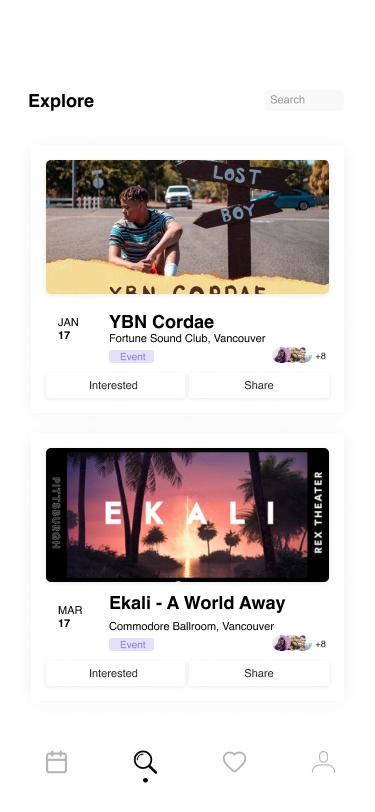 Explore
Search
LOST
BOY
YBN CORDAE
JAN
17
YBN Cordae
Fortune Sound Club, Vancouver
Event
+8
Interested
Share
PITTSBURGH
EKALI
REX THEATER
MAR
17
Ekali - A World Away
Commodore Ballroom, Vancouver
Event
+8
Interested
Share